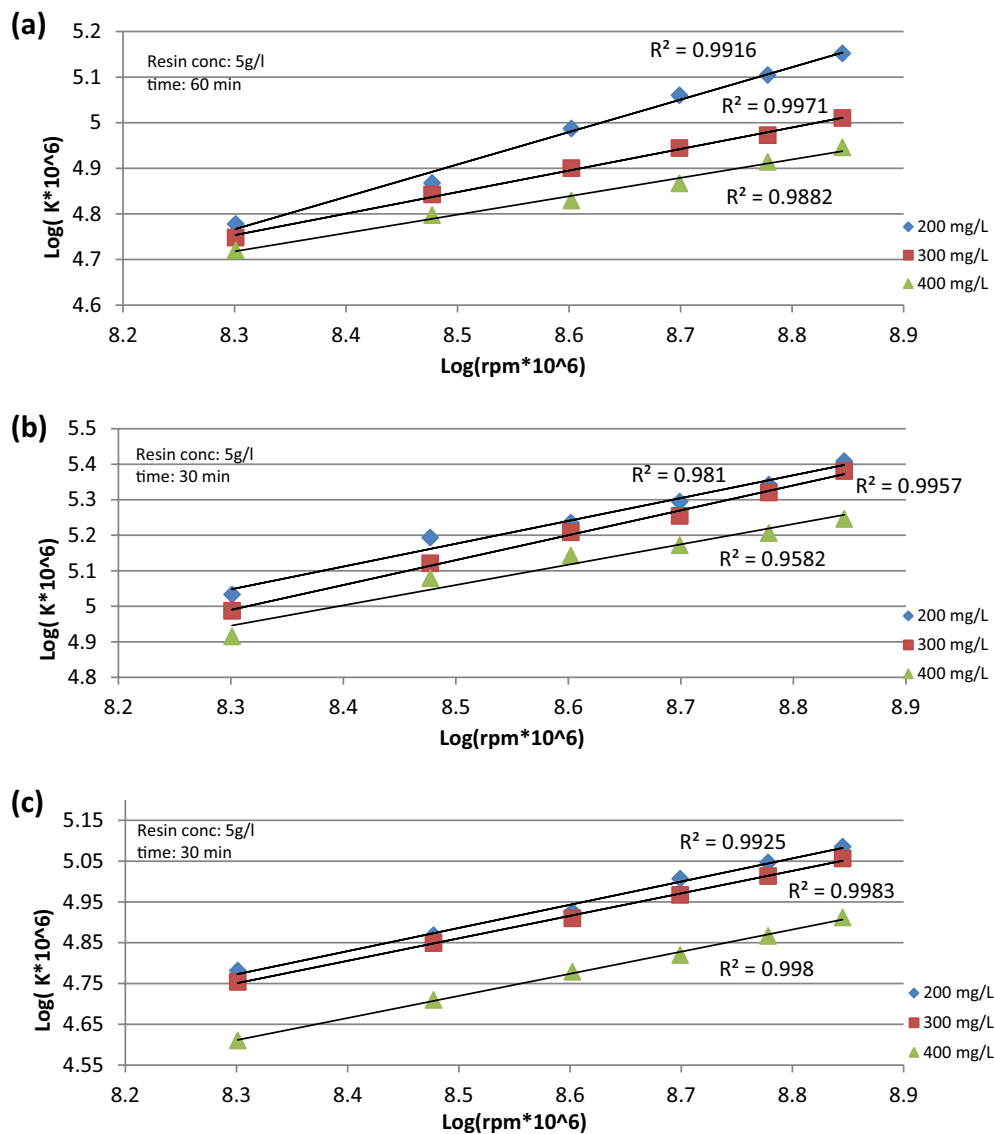 (a)
5.2
5.1
5
4.9
4.8
4.7
4.6
Log( K*10^6)
Resin conc: 5g/l
time: 60 min
R² = 0.9916
R² = 0.9971
R² = 0.9882
200 mg/L
300 mg/L
400 mg/L
8.2 8.3 8.4 8.5 8.6 8.7 8.8 8.9
Log(rpm*10^6)
(b)
5.5
5.4
5.3
5.2
5.1
5
4.9
4.8
Log( K*10^6)
Resin conc: 5g/l
time: 30 min
R² = 0.981
R² = 0.9957
R² = 0.9582
200 mg/L
300 mg/L
400 mg/L
8.2 8.3 8.4 8.5 8.6 8.7 8.8 8.9
Log(rpm*10^6)
(c)
5.15
5.05
4.95
4.85
4.75
4.65
4.55
Log( K*10^6)
Resin conc: 5g/l
time: 30 min
R² = 0.9925
R² = 0.9983
R² = 0.998
200 mg/L
300 mg/L
400 mg/L
8.2 8.3 8.4 8.5 8.6 8.7 8.8 8.9
Log(rpm*10^6)